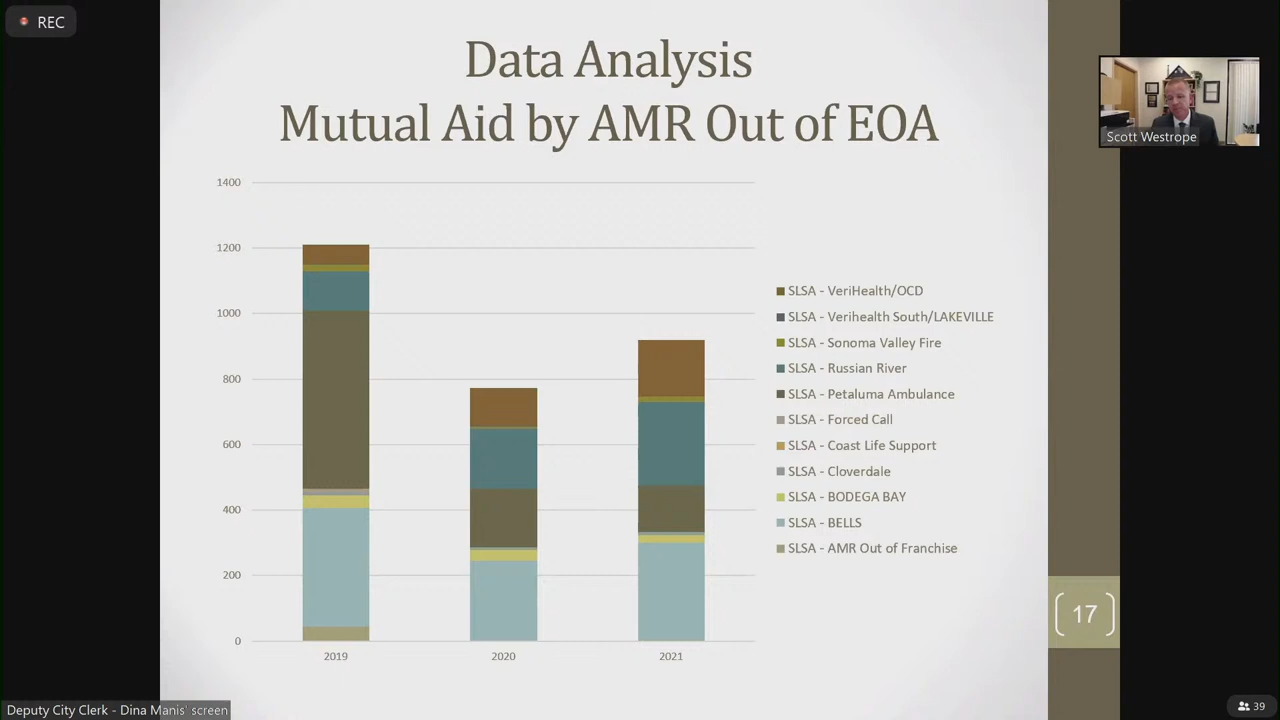 REC
Data Analysis
Mutual Aid by AMR Out of EOA
Scott Westrope
1400
1200
1000
800
600
400
200
0
2019
2020
2021
SLSA - VeriHealth/OCD
SLSA - Verihealth South/LAKEVILLE
SLSA - Sonoma Valley Fire
SLSA - Russian River
SLSA - Petaluma Ambulance
SLSA - Forced Call
SLSA - Coast Life Support
SLSA - Cloverdale
SLSA - BODEGA BAY
SLSA - BELLS
SLSA - AMR Out of Franchise
17
Deputy City Clerk - Dina Manis' screen
39